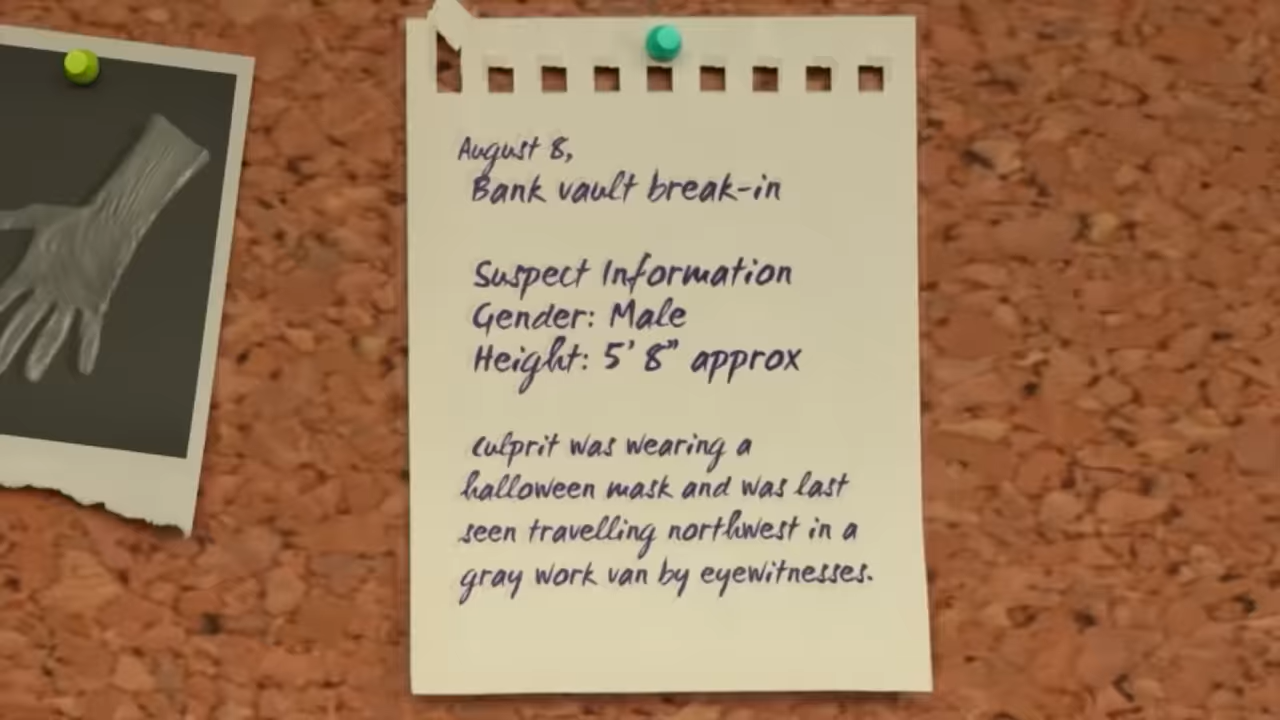 August 8,
Bank vault break-in
Suspect Information
Gender: Male
Height: 5' 8" approx
Culprit was wearing a
halloween mask and was last
seen travelling northwest in a
gray work van by eyewitnesses.